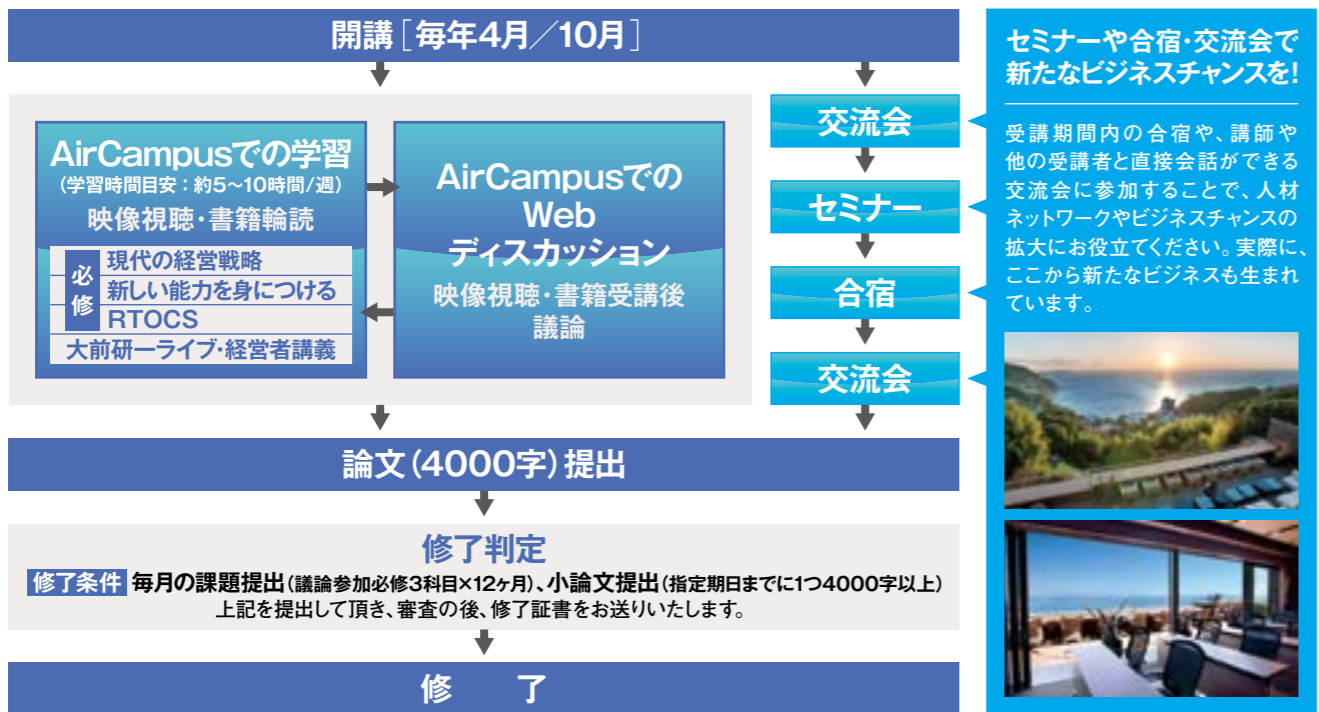 開講［毎年4月／10月］
AirCampusでの学習
（学習時間目安：約5〜10時間/週）
映像視聴・書籍輪読
必修
現代の経営戦略
新しい能力を身につける
RTOCS
大前研一ライブ・経営者講義
AirCampusでの
Web
ディスカッション
映像視聴・書籍受講後
議論
交流会
セミナー
合宿
交流会
論文（4000字）提出
修了判定
修了条件 毎月の課題提出（議論参加必修3科目×12ヶ月）、小論文提出（指定期日までに1つ4000字以上）
上記を提出して頂き、審査の後、修了証書をお送りいたします。
修 了
セミナーや合宿・交流会で
新たなビジネスチャンスを!
受講期間内の合宿や、講師や
他の受講者と直接会話ができる
交流会に参加することで、人材
ネットワークやビジネスチャンスの
拡大にお役立てください。実際に、
ここから新たなビジネスも生まれ
ています。